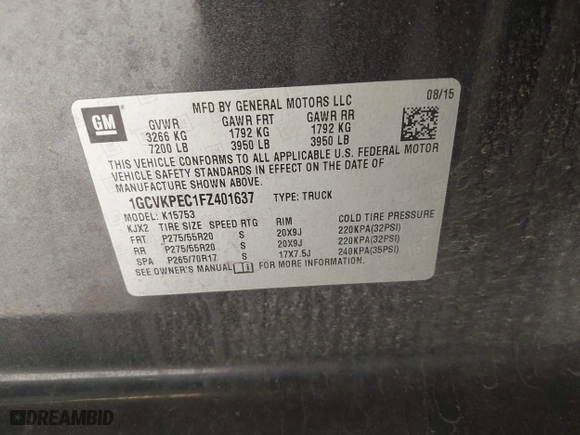 GM
MFD BY GENERAL MOTORS LLC
08/15
GVWR GAWR FRT GAWR RR
3266 KG 1792 KG 1792 KG
7200 LB 3950 LB 3950 LB
THIS VEHICLE CONFORMS TO ALL APPLICABLE U.S. FEDERAL MOTOR
VEHICLE SAFETY STANDARDS IN EFFECT ON THE DATE OF
MANUFACTURE SHOWN ABOVE.
1GCVKPEC1FZ401637 TYPE: TRUCK
MODEL: K15753
KJX2 TIRE SIZE SPEED RTG RIM COLD TIRE PRESSURE
FRT P275/55R20 S 20X9J 220KPA(32PSI)
RR P275/55R20 S 20X9J 220KPA(32PSI)
SPA P265/70R17 S 17X7.5J 240KPA(35PSI)
SEE OWNER'S MANUAL FOR MORE INFORMATION.
DREAMBID